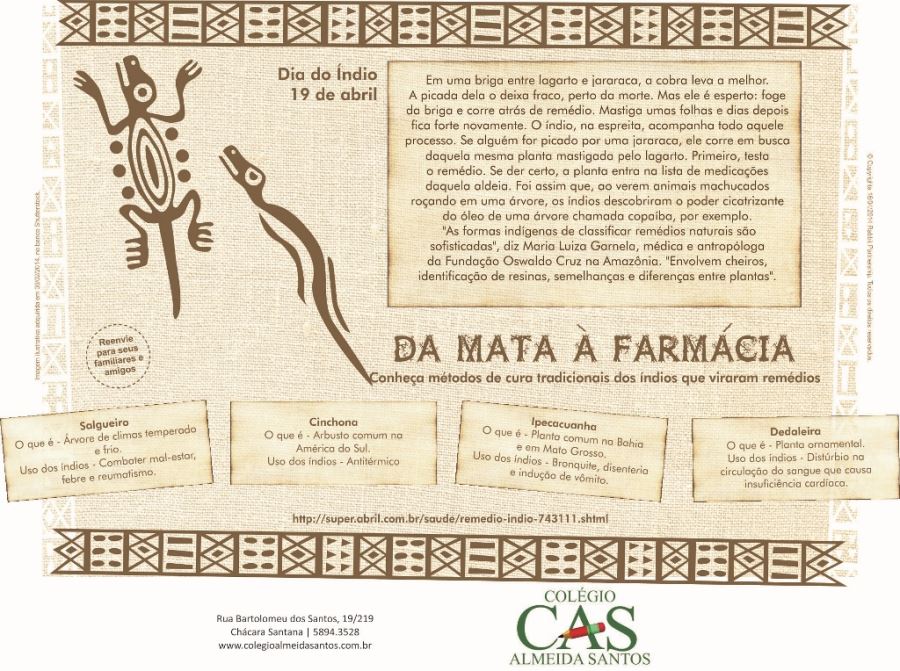 Dia do Índio
19 de abril
Em uma briga entre lagarto e jararaca, a cobra leva a melhor.
A picada dela o deixa fraco, perto da morte. Mas ele é esperto: foge
da briga e corre atrás de remédio. Mastiga umas folhas e dias depois
fica forte novamente. O índio, na espreita, acompanha todo aquele
processo. Se alguém for picado por uma jararaca, ele corre em busca
daquela mesma planta mastigada pelo lagarto. Primeiro, testa
o remédio. Se der certo, a planta entra na lista de medicações
daquela aldeia. Foi assim que, ao verem animais machucados
roçando em uma árvore, os índios descobriram o poder cicatrizante
do óleo de uma árvore chamada copaíba, por exemplo.
"As formas indígenas de classificar remédios naturais são
sofisticadas", diz Maria Luiza Garnela, médica e antropóloga
da Fundação Oswaldo Cruz na Amazônia. "Envolvem cheiros,
identificação de resinas, semelhanças e diferenças entre plantas".
Reenvie
para seus
familiares e
amigos
DA MATA À FARMÁCIA
Conheça métodos de cura tradicionais dos índios que viraram remédios
Salgueiro
O que é - Árvore de climas temperado
e frio.
Uso dos índios - Combater mal-estar,
febre e reumatismo.
Cinchona
O que é - Arbusto comum na
América do Sul.
Uso dos índios - Antitérmico
Ipecacuanha
O que é - Planta comum na Bahia
e em Mato Grosso.
Uso dos índios - Bronquite, disenteria
e indução de vômito.
Dedaleira
O que é - Planta ornamental.
Uso dos índios - Distúrbio na
circulação do sangue que causa
insuficiência cardíaca.
http://super.abril.com.br/saude/remedio-indio-743111.shtml
Rua Bartolomeu dos Santos, 19/219
Chácara Santana | 5894.3528
www.colegioalmeidasantos.com.br
COLÉGIO
CAS
ALMEIDA SANTOS